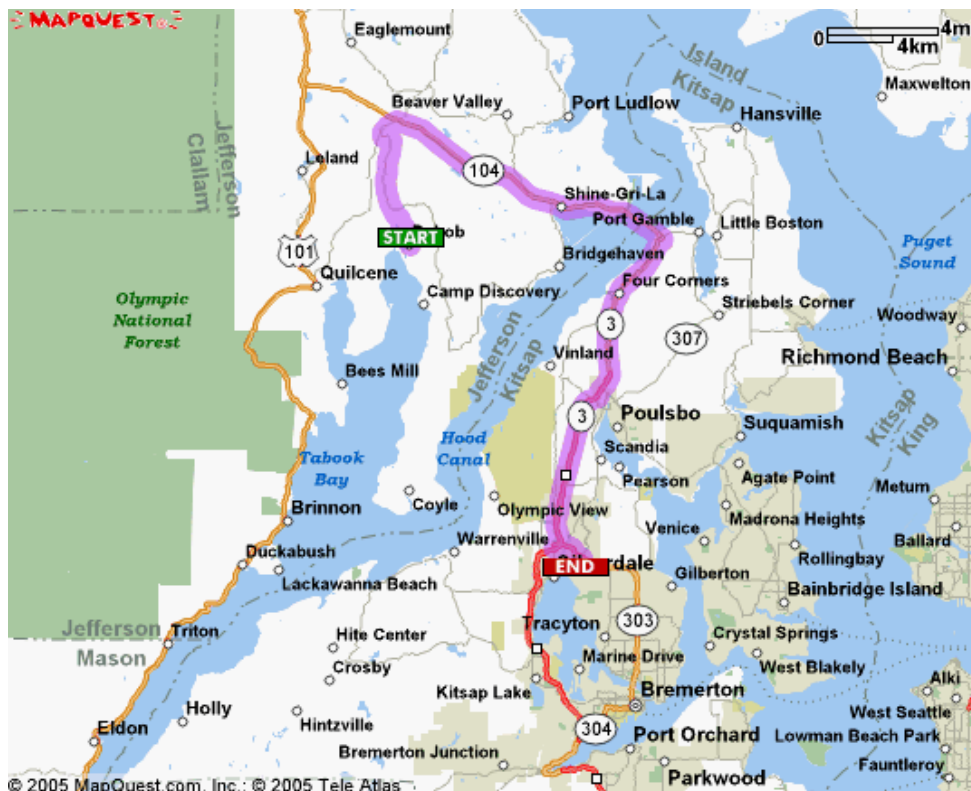 MAPQUEST
Eaglemount
0 4m
4km
Island
Kitsap
Maxwelton
Beaver Valley
Port Ludlow
Hansville
Jefferson
Clallam
Leland
104
Shine-Gri-La
Port Gamble
Little Boston
START
101
Bridgehaven
Puget
Sound
Quilcene
Four Corners
Camp Discovery
Striebels Corner
Olympic
National
Forest
3
307
Woodway
Jefferson
Kitsap
Vinland
Richmond Beach
Bees Mill
3
Poulsbo
Kitsap
King
Suquamish
Hood
Canal
Scandia
Tabook
Bay
Pearson
Agate Point
Coyle
Olympic View
Metum
Brinnon
Madrona Heights
Venice
Ballard
Warrenville
Rollingbay
Duckabush
END
Lackawanna Beach
Gilberton
Bainbridge Island
Jefferson
Mason
Triton
Hite Center
Tracyton
303
Crystal Springs
Crosby
Marine Drive
West Blakely
Kitsap Lake
Bremerton
Alki
Holly
Hintzville
West Seattle
Eldon
304
Port Orchard
Lowman Beach Park
Bremerton Junction
Parkwood
Fauntleroy
© 2005 MapQuest.com, Inc.; © 2005 Tele Atlas